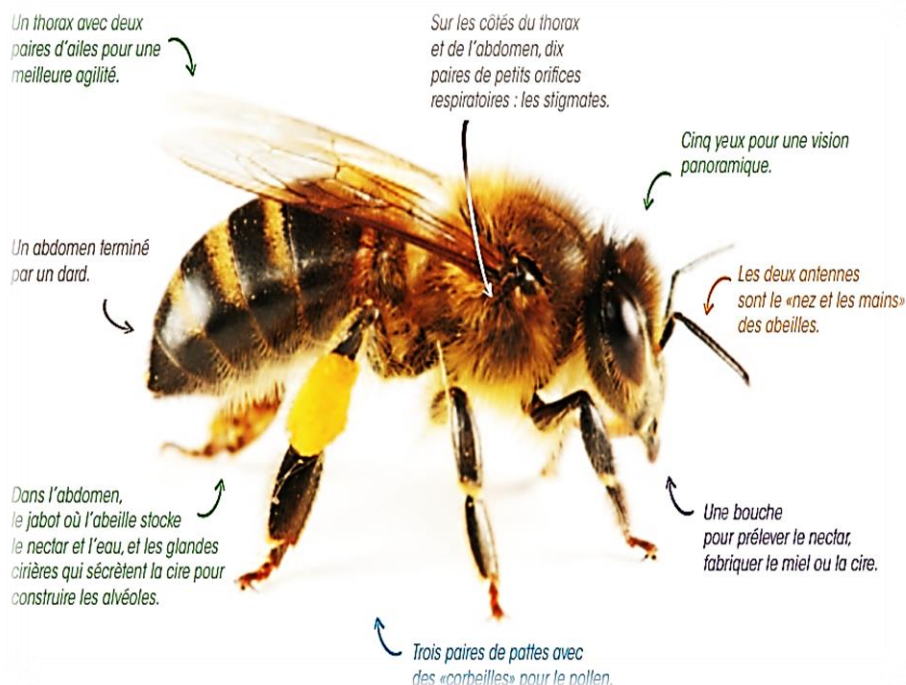 Un thorax avec deux
paires d'ailes pour une
meilleure agilité.
Sur les côtés du thorax
et de l'abdomen, dix
paires de petits orifices
respiratoires : les stigmates.
Cinq yeux pour une vision
panoramique.
Un abdomen terminé
par un dard.
Les deux antennes
sont le «nez et les mains»
des abeilles.
Dans l'abdomen,
le jabot où l'abeille stocke
le nectar et l'eau, et les glandes
cirières qui sécrètent la cire pour
construire les alvéoles.
Une bouche
pour prélever le nectar,
fabriquer le miel ou la cire.
Trois paires de pattes avec
des «corbeilles» pour le pollen.